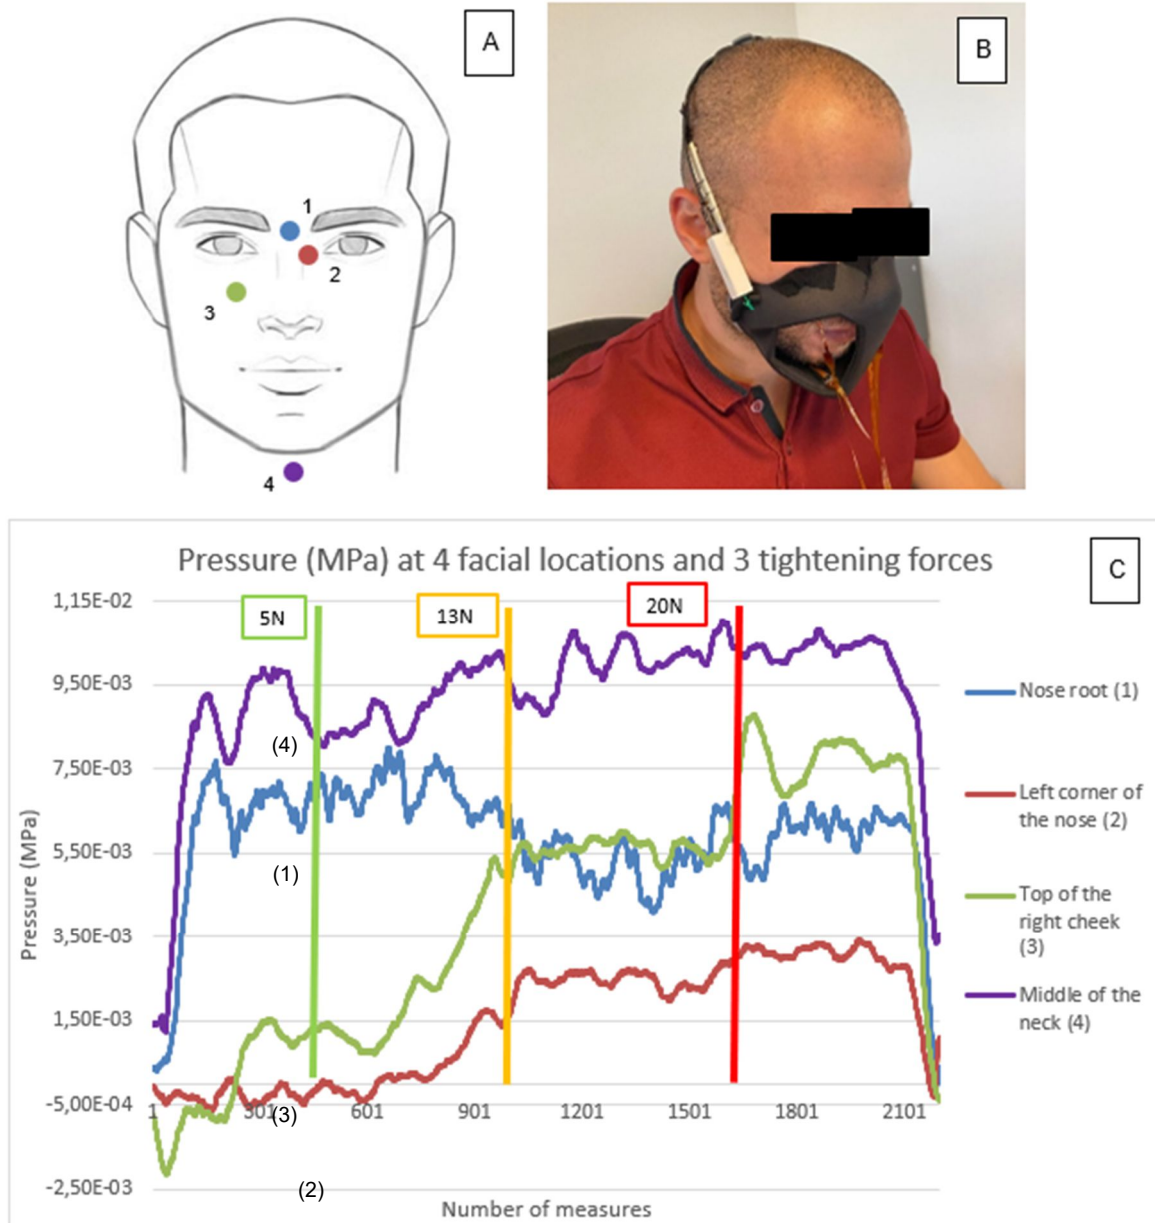 A
B
1
2
3
4
C
Pressure (MPa) at 4 facial locations and 3 tightening forces
1,15E-02
9,50E-03
7,50E-03
5,50E-03
3,50E-03
1,50E-03
-5,00E-04
-2,50E-03
Pressure (MPa)
5N
13N
20N
(4)
(1)
(3)
(2)
1
301
601
901
1201
1501
1801
2101
Number of measures
Nose root (1)
Left corner of
the nose (2)
Top of the
right cheek
(3)
Middle of the
neck (4)